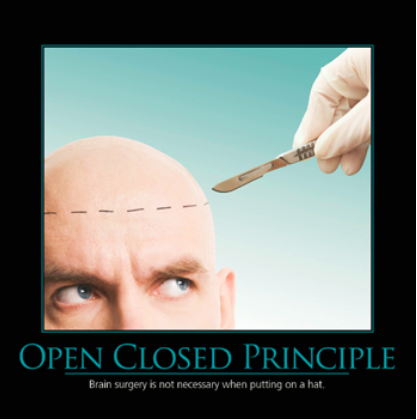 OPEN CLOSED PRINCIPLE
Brain surgery is not necessary when putting on a hat.